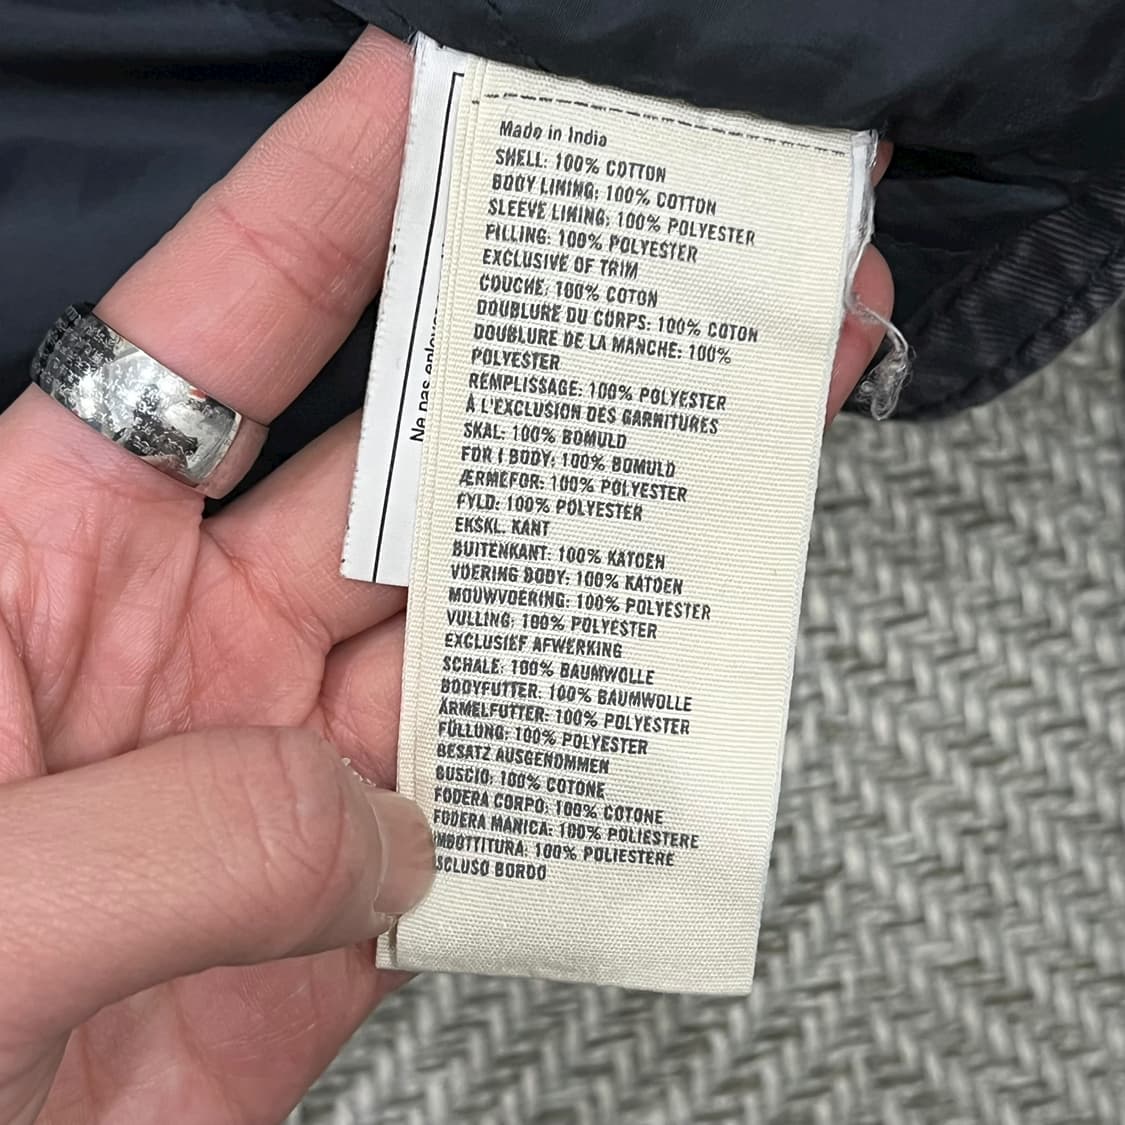 Made in India
SHELL: 100% COTTON
BODY LINING: 100% COTTON
SLEEVE LINING: 100% POLYESTER
FILLING: 100% POLYESTER
EXCLUSIVE OF TRIM
COUCHE: 100% COTON
DOUBLURE DU CORPS: 100% COTON
DOUBLURE DE LA MANCHE: 100%
POLYESTER
REMPLISSAGE: 100% POLYESTER
À L'EXCLUSION DES GARNITURES
SKAL: 100% BOMULD
FOR I BODY: 100% BOMULD
ÆRMEFOR: 100% POLYESTER
FYLD: 100% POLYESTER
EKSKL. KANT
BUITENKANT: 100% KATOEN
VOERING BODY: 100% KATOEN
MOUWVOERING: 100% POLYESTER
VULLING: 100% POLYESTER
EXCLUSIEF AFWERKING
SCHALE: 100% BAUMWOLLE
BODYFUTTER: 100% BAUMWOLLE
ÄRMELFUTTER: 100% POLYESTER
FÜLLUNG: 100% POLYESTER
BESATZ AUSGENOMMEN
GUSCIO: 100% COTONE
FODERA CORPO: 100% COTONE
FODERA MANICA: 100% POLIESTERE
MBOTTITURA: 100% POLIESTERE
SCLUSO BORDO
Ne pas